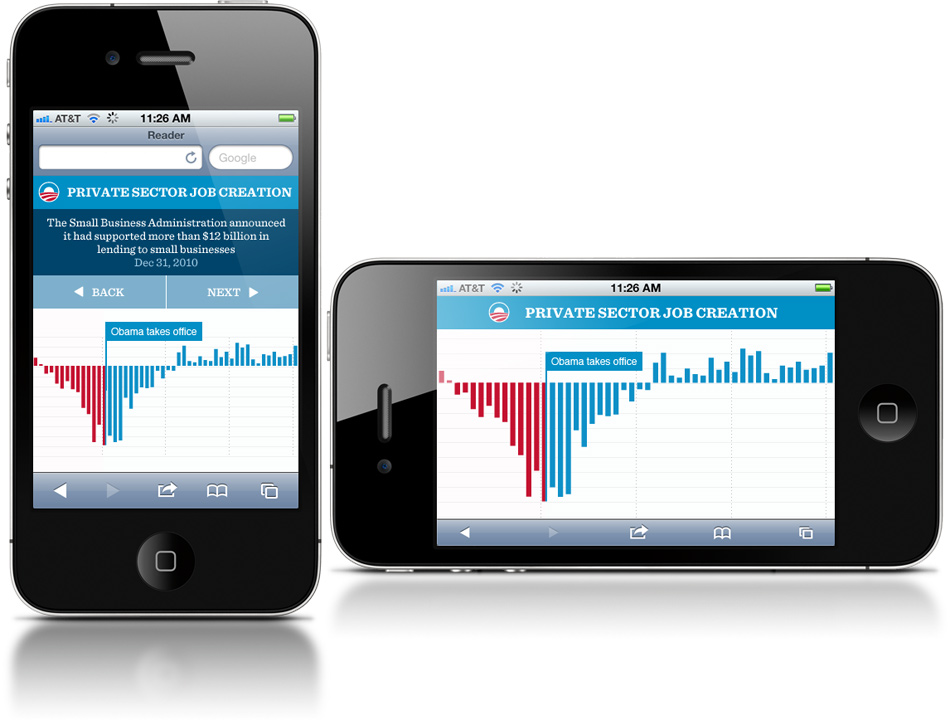 AT&T 11:26 AM
Reader
Google
PRIVATE SECTOR JOB CREATION
The Small Business Administration announced
it had supported more than $12 billion in
lending to small businesses
Dec 31, 2010
BACK NEXT
Obama takes office
AT&T 11:26 AM
PRIVATE SECTOR JOB CREATION
Obama takes office